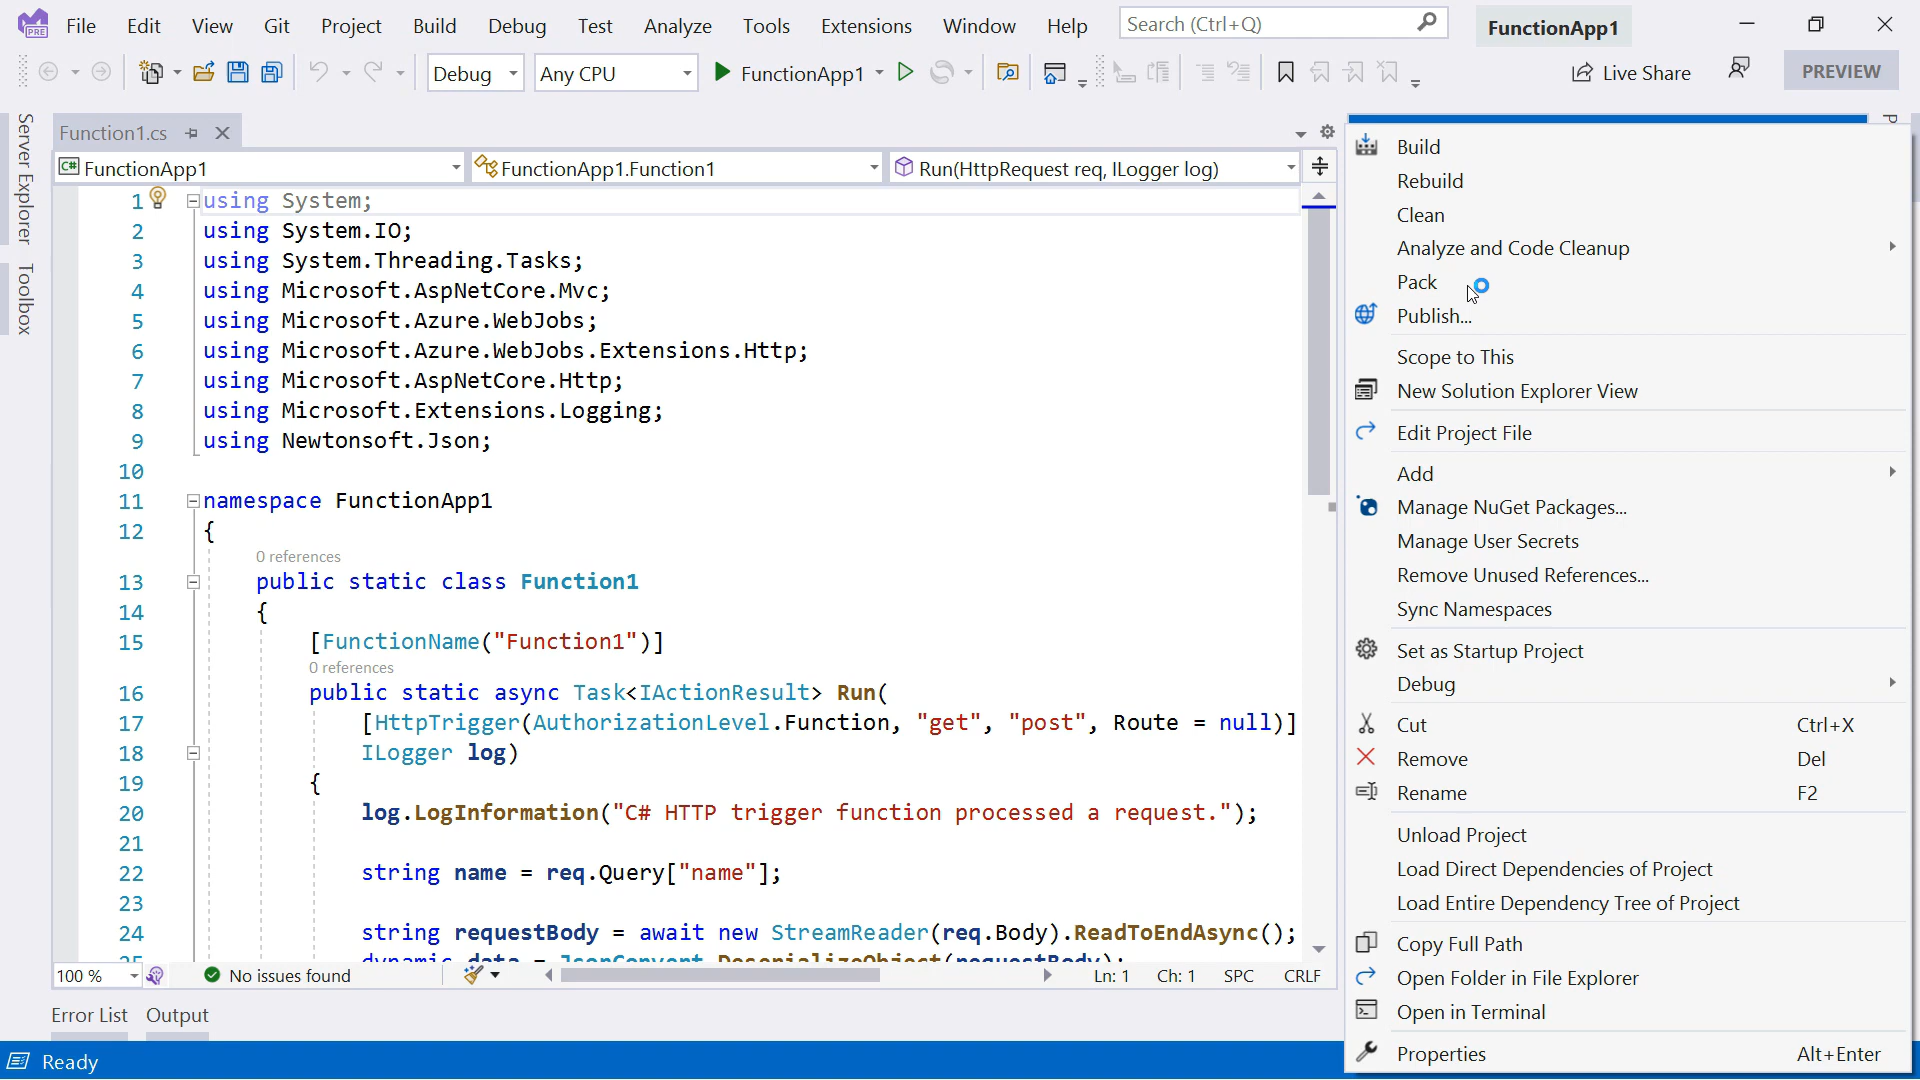 PRE File Edit View Git Project Build Debug Test Analyze Tools Extensions Window Help Search (Ctrl+Q) FunctionApp1
Debug Any CPU FunctionApp1 Live Share PREVIEW
Server Explorer
Toolbox
Function1.cs
C# FunctionApp1 FunctionApp1.Function1 Run(HttpRequest req, ILogger log)
1 using System;
2 using System.IO;
3 using System.Threading.Tasks;
4 using Microsoft.AspNetCore.Mvc;
5 using Microsoft.Azure.WebJobs;
6 using Microsoft.Azure.WebJobs.Extensions.Http;
7 using Microsoft.AspNetCore.Http;
8 using Microsoft.Extensions.Logging;
9 using Newtonsoft.Json;
10
11 namespace FunctionApp1
12 {
0 references
13 public static class Function1
14 {
15 [FunctionName("Function1")]
0 references
16 public static async Task<IActionResult> Run(
17 [HttpTrigger(AuthorizationLevel.Function, "get", "post", Route = null)]
18 ILogger log)
19 {
20 log.LogInformation("C# HTTP trigger function processed a request.");
21
22 string name = req.Query["name"];
23
24 string requestBody = await new StreamReader(req.Body).ReadToEndAsync();
25 dynamic data = JsonConvert.DeserializeObject(requestBody);
100 % No issues found Ln: 1 Ch: 1 SPC CRLF
Error List Output
Ready
Build
Rebuild
Clean
Analyze and Code Cleanup
Pack
Publish...
Scope to This
New Solution Explorer View
Edit Project File
Add
Manage NuGet Packages...
Manage User Secrets
Remove Unused References...
Sync Namespaces
Set as Startup Project
Debug
Cut Ctrl+X
Remove Del
Rename F2
Unload Project
Load Direct Dependencies of Project
Load Entire Dependency Tree of Project
Copy Full Path
Open Folder in File Explorer
Open in Terminal
Properties Alt+Enter